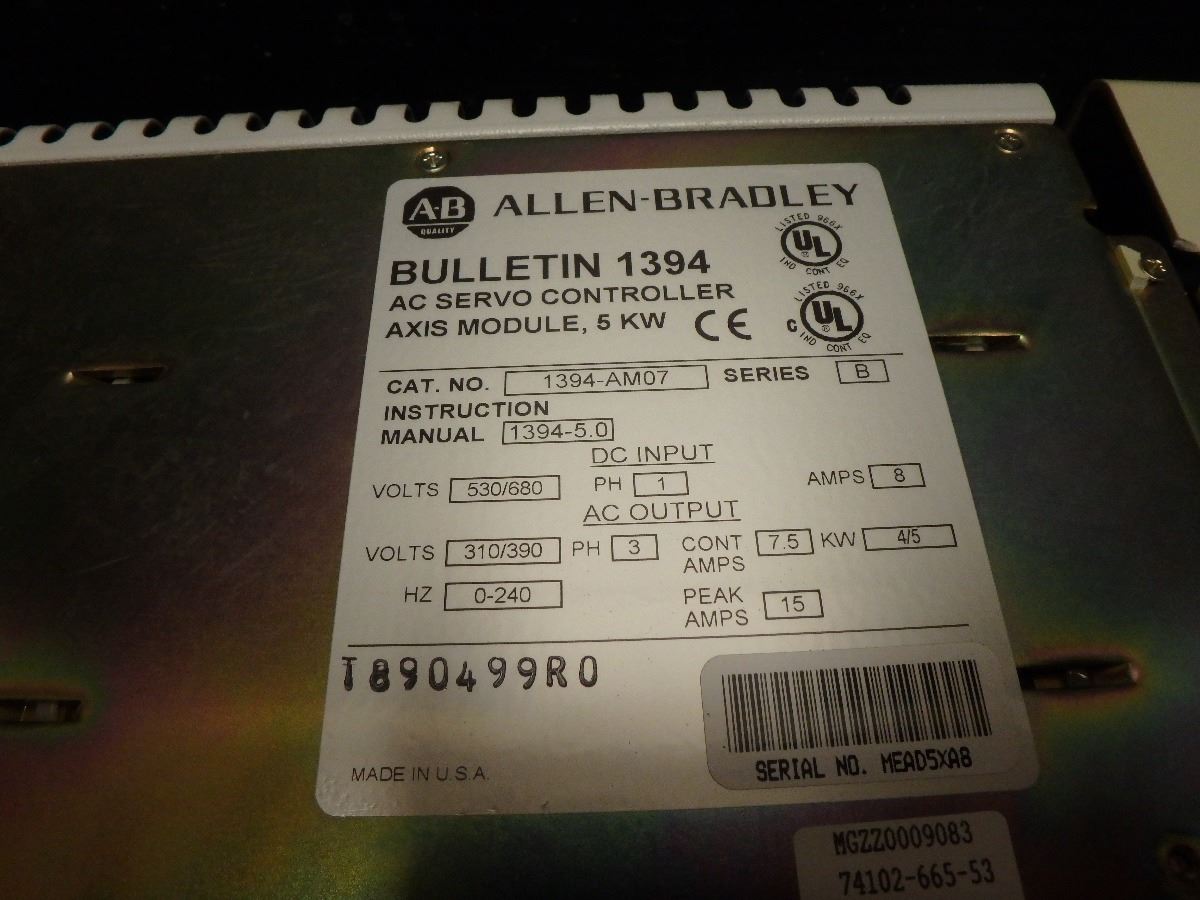 A-B QUALITY ALLEN-BRADLEY
BULLETIN 1394
AC SERVO CONTROLLER
AXIS MODULE, 5 KW CE
LISTED 966X
UL ®
IND CONT EQ
LISTED 966X
C UL ®
IND CONT EQ
CAT. NO. 1394-AM07 SERIES B
INSTRUCTION
MANUAL 1394-5.0
DC INPUT
VOLTS 530/680 PH 1 AMPS 8
AC OUTPUT
VOLTS 310/390 PH 3 CONT AMPS 7.5 KW 4/5
HZ 0-240 PEAK AMPS 15
T890499R0
SERIAL NO. MEAD5XA8
MADE IN U.S.A.
MGZZ0009083
74102-665-53